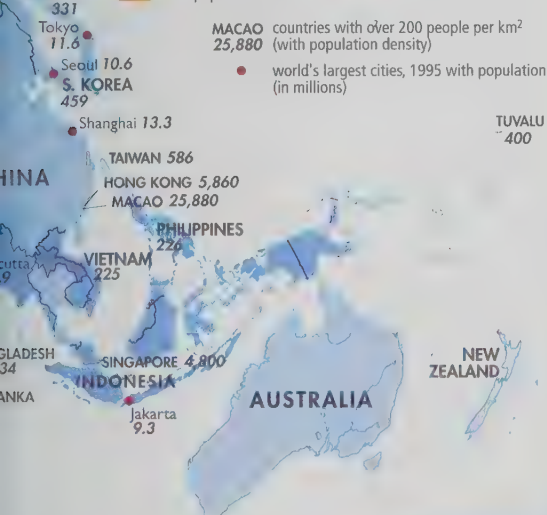 331
Tokyo
11.6
MACAO countries with over 200 people per km²
25,880 (with population density)
Seoul 10.6
world's largest cities, 1995 with population
(in millions)
S. KOREA
459
Shanghai 13.3
TUVALU
400
TAIWAN 586
HINA
HONG KONG 5,860
MACAO 25,880
PHILIPPINES
226
cutta
9
VIETNAM
225
GLADESH
34
SINGAPORE 4,800
INDONESIA
NEW
ZEALAND
ANKA
AUSTRALIA
Jakarta
9.3